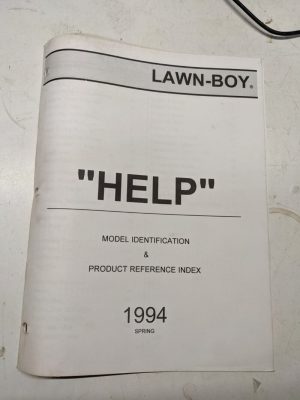 LAWN-BOY®
"HELP"
MODEL IDENTIFICATION
&
PRODUCT REFERENCE INDEX
1994
SPRING